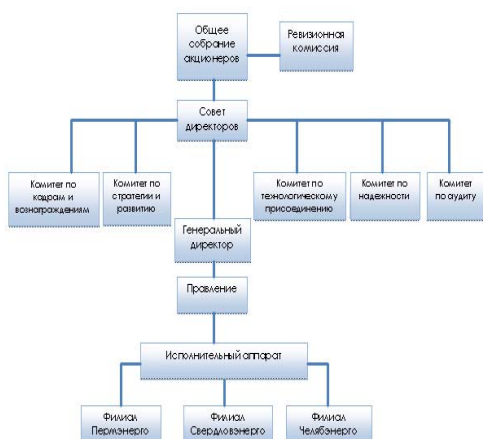 Общее
собрание
акционеров
Ревизионная
комиссия
Совет
директоров
Комитет по
кадрам и
вознаграждениям
Комитет по
стратегии и
развитию
Комитет по
технологическому
присоединению
Комитет по
надежности
Комитет
по аудиту
Генеральный
директор
Правление
Исполнительный аппарат
Филиал
Пермэнерго
Филиал
Свердловэнерго
Филиал
Челябэнерго